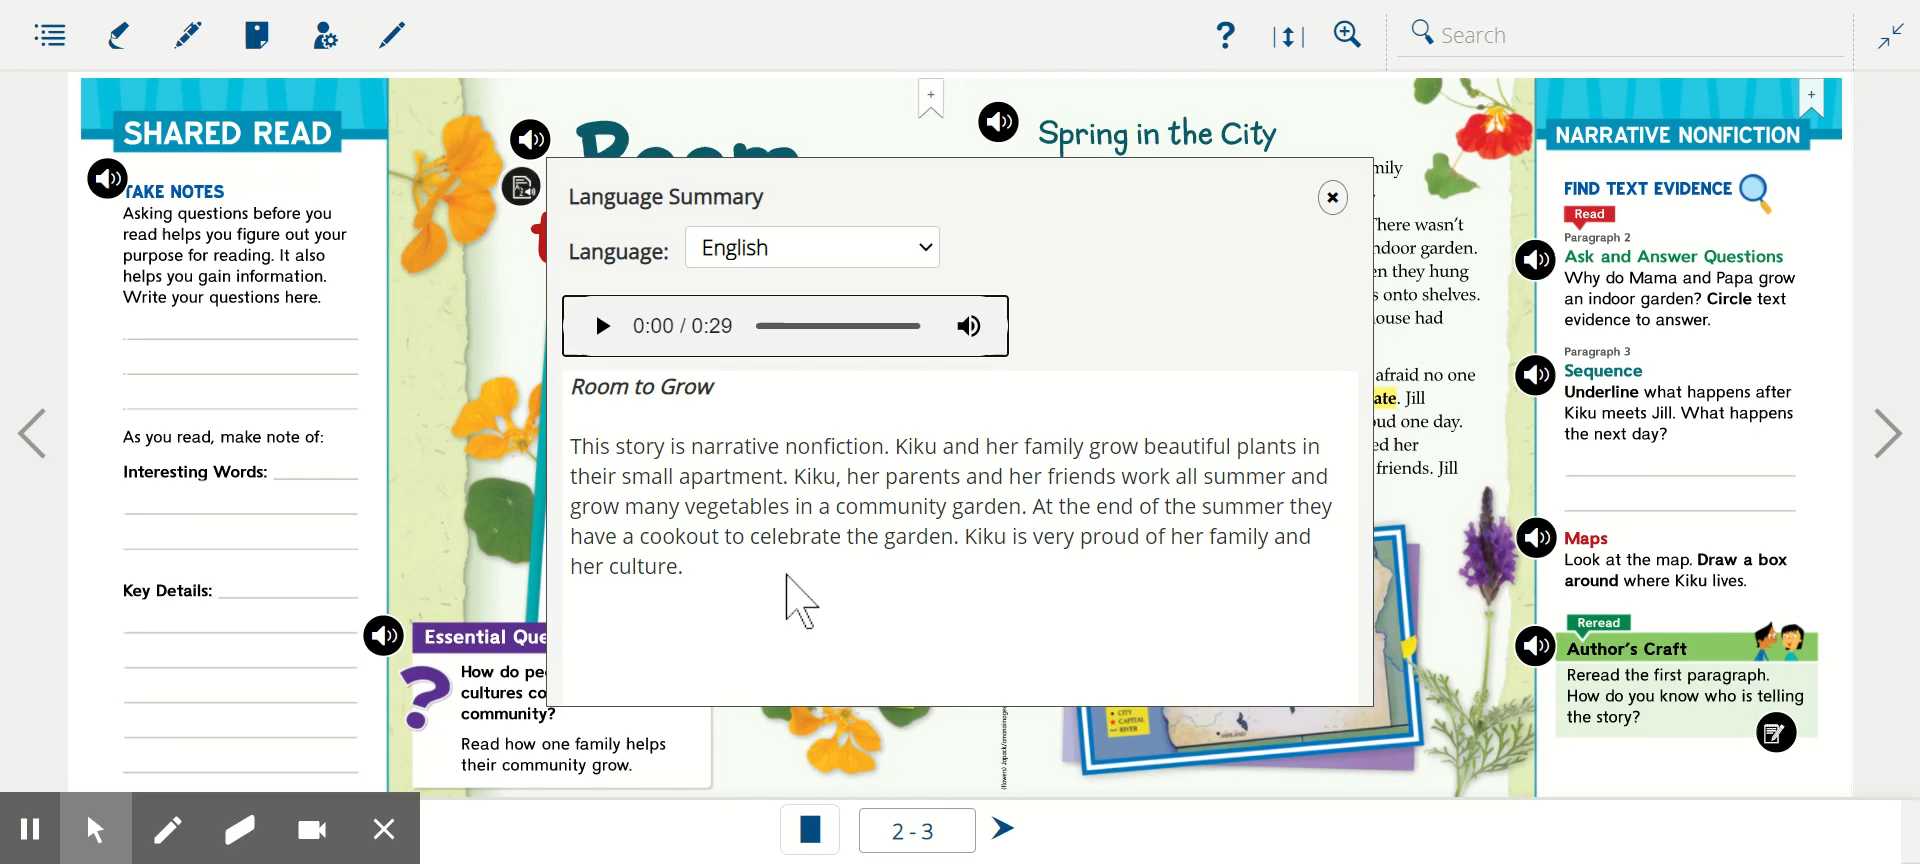 Search
SHARED READ
TAKE NOTES
Asking questions before you
read helps you figure out your
purpose for reading. It also
helps you gain information.
Write your questions here.
As you read, make note of:
Interesting Words:
Key Details:
Room
Essential Que
How do pe
cultures co
community?
Read how one family helps
their community grow.
Language Summary
Language: English
0:00 / 0:29
Room to Grow
This story is narrative nonfiction. Kiku and her family grow beautiful plants in
their small apartment. Kiku, her parents and her friends work all summer and
grow many vegetables in a community garden. At the end of the summer they
have a cookout to celebrate the garden. Kiku is very proud of her family and
her culture.
Spring in the City
mily
here wasn't
ndoor garden.
en they hung
s onto shelves.
ouse had
afraid no one
ate. Jill
ud one day.
ed her
friends. Jill
CITY
CAPITAL
RIVER
NARRATIVE NONFICTION
FIND TEXT EVIDENCE
Read
Paragraph 2
Ask and Answer Questions
Why do Mama and Papa grow
an indoor garden? Circle text
evidence to answer.
Paragraph 3
Sequence
Underline what happens after
Kiku meets Jill. What happens
the next day?
Maps
Look at the map. Draw a box
around where Kiku lives.
Reread
Author's Craft
Reread the first paragraph.
How do you know who is telling
the story?
2 - 3